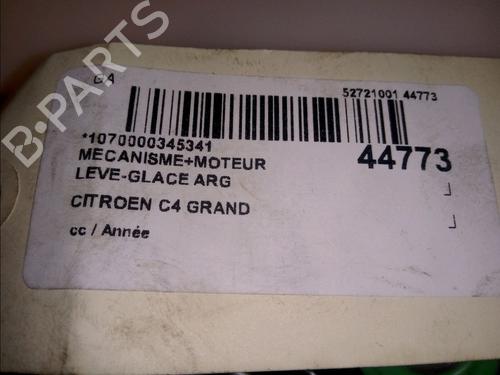 GA
52721001 44773
*1070000345341
44773
MECANISME+MOTEUR
LEVE-GLACE ARG
CITROEN C4 GRAND
cc / Année
B-PARTS